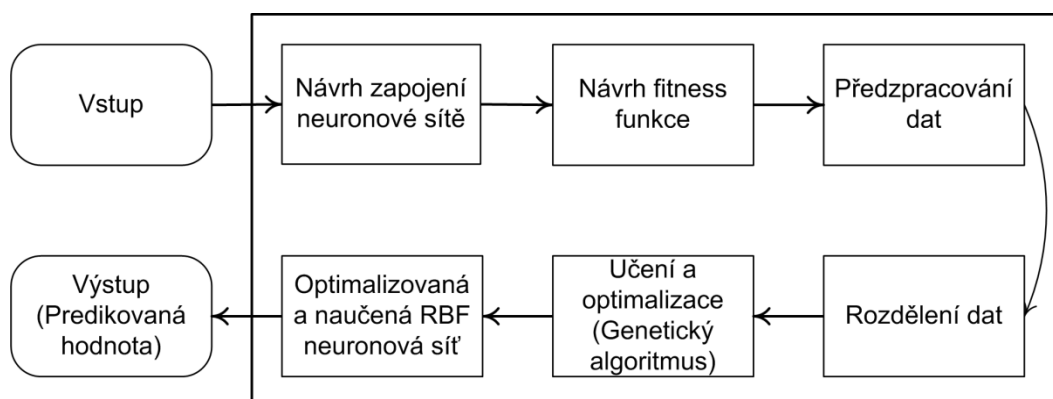 Vstup
Návrh zapojení
neuronové sítě
Návrh fitness
funkce
Předzpracování
dat
Výstup
(Predikovaná
hodnota)
Optimalizovaná
a naučená RBF
neuronová síť
Učení a
optimalizace
(Genetický
algoritmus)
Rozdělení dat